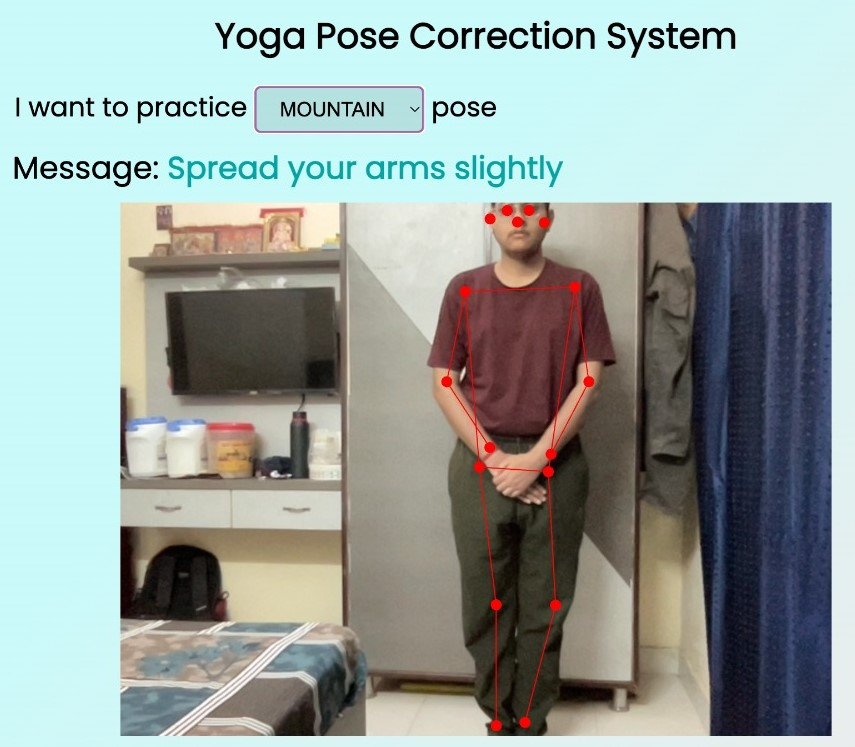 Yoga Pose Correction System
I want to practice MOUNTAIN pose
Message: Spread your arms slightly